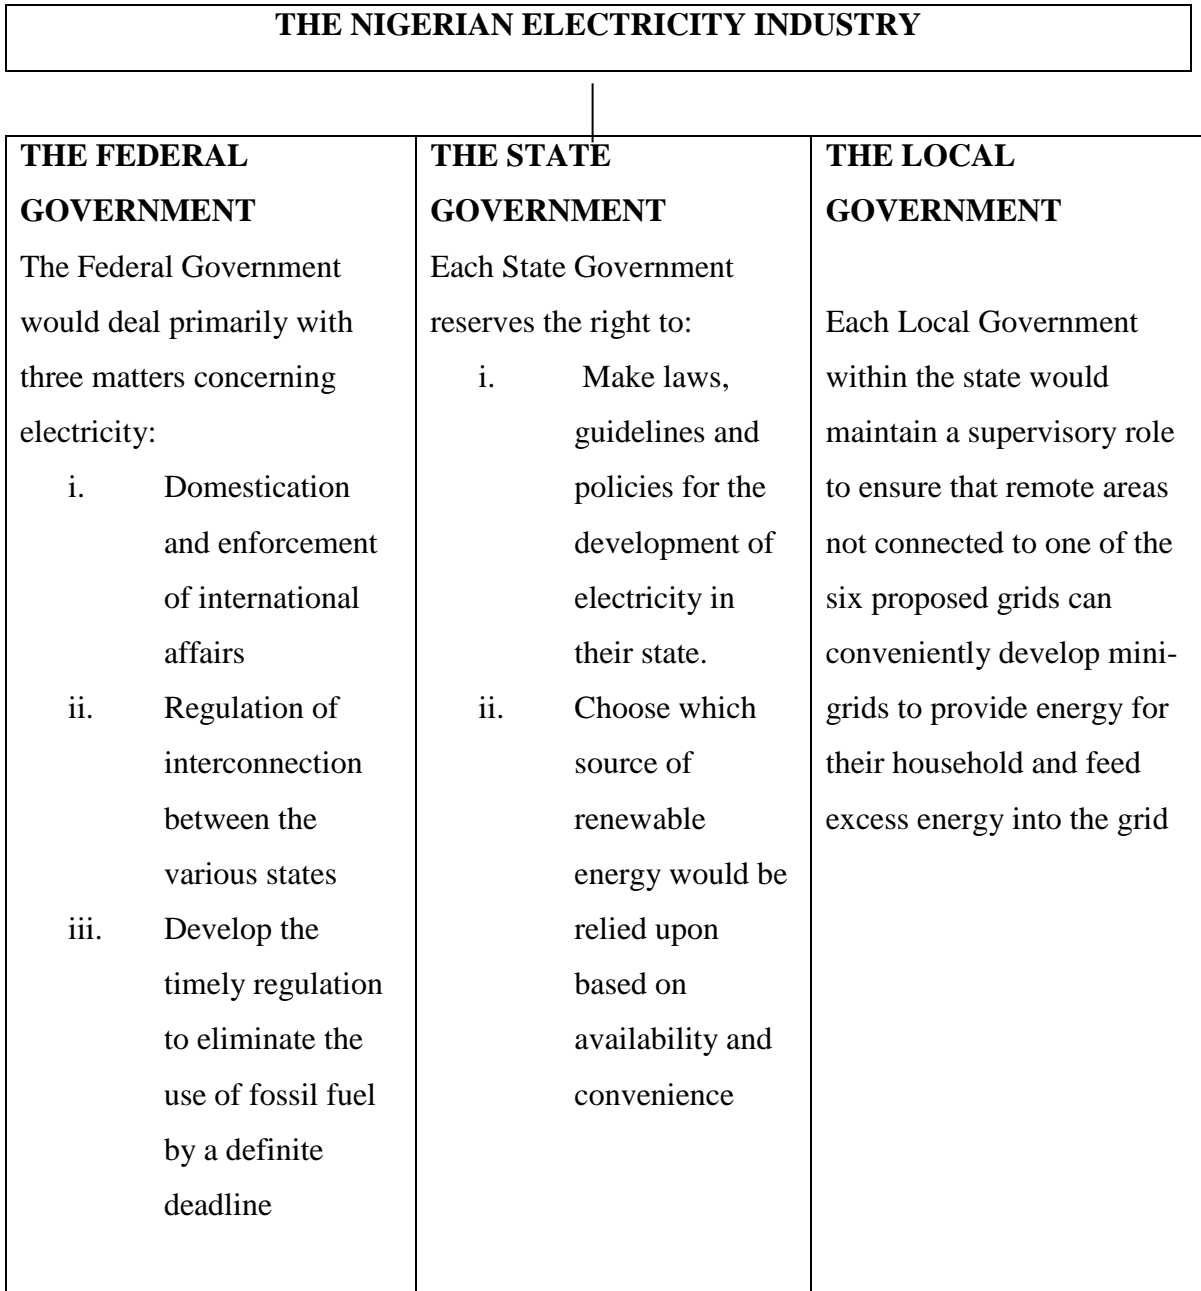 THE NIGERIAN ELECTRICITY INDUSTRY
THE FEDERAL
GOVERNMENT
The Federal Government
would deal primarily with
three matters concerning
electricity:
i. Domestication
and enforcement
of international
affairs
ii. Regulation of
interconnection
between the
various states
iii. Develop the
timely regulation
to eliminate the
use of fossil fuel
by a definite
deadline
THE STATE
GOVERNMENT
Each State Government
reserves the right to:
i. Make laws,
guidelines and
policies for the
development of
electricity in
their state.
ii. Choose which
source of
renewable
energy would be
relied upon
based on
availability and
convenience
THE LOCAL
GOVERNMENT
Each Local Government
within the state would
maintain a supervisory role
to ensure that remote areas
not connected to one of the
six proposed grids can
conveniently develop mini-
grids to provide energy for
their household and feed
excess energy into the grid